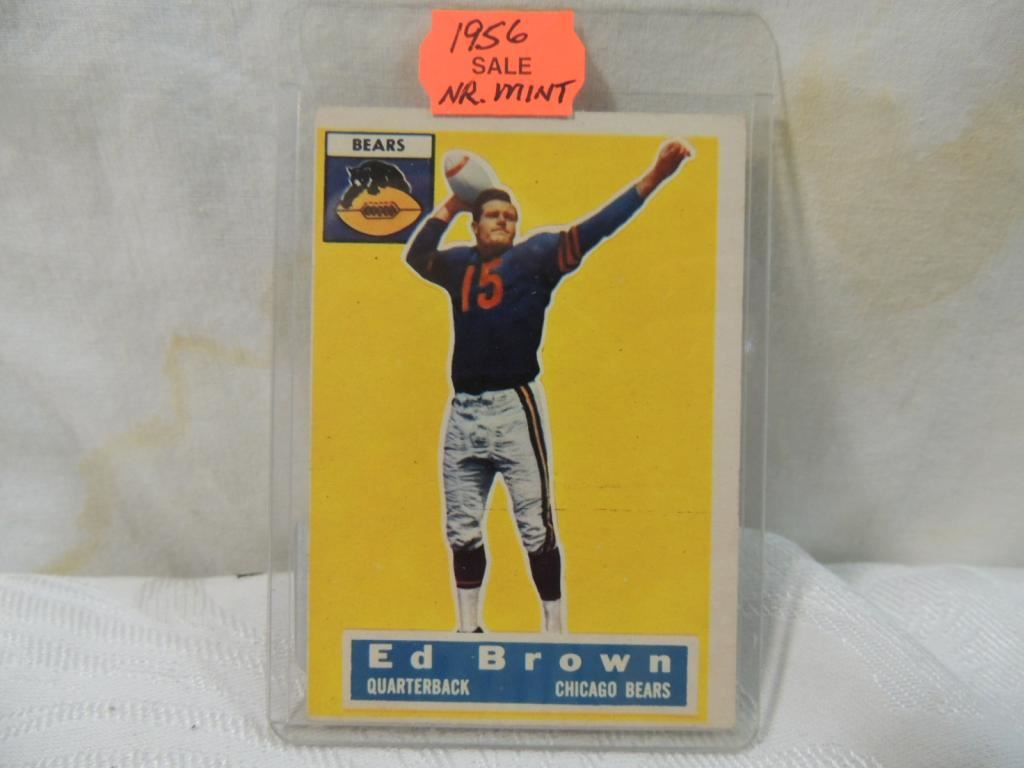 1956
SALE
NR. MINT
BEARS
15
Ed Brown
QUARTERBACK CHICAGO BEARS